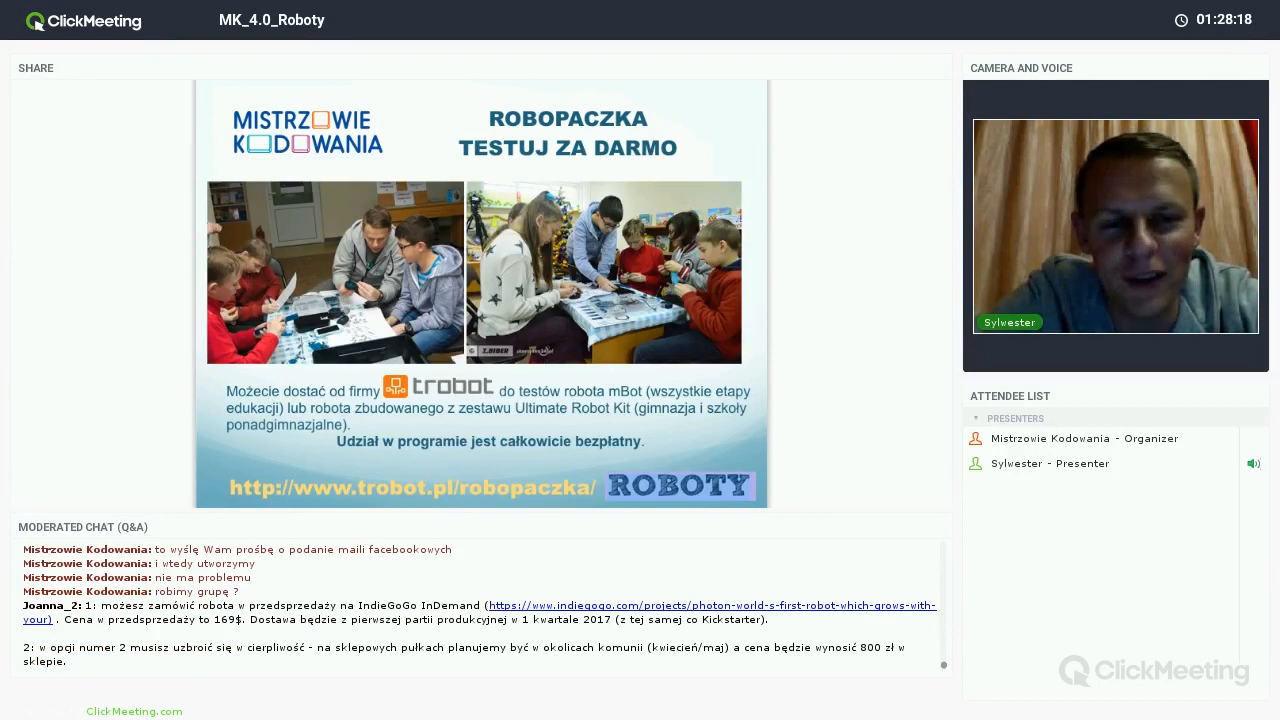 ClickMeeting
MK_4.0_Roboty
01:28:18
SHARE
MISTRZOWIE
KODOWANIA
ROBOPACZKA
TESTUJ ZA DARMO
Możecie dostać od firmy trobot do testów robota mBot (wszystkie etapy
edukacji) lub robota zbudowanego z zestawu Ultimate Robot Kit (gimnazja i szkoły
ponadgimnazjalne).
Udział w programie jest całkowicie bezpłatny.
http://www.trobot.pl/robopaczka/ ROBOTY
MODERATED CHAT (Q&A)
Mistrzowie Kodowania: to wyślę Wam prośbę o podanie maili facebookowych
Mistrzowie Kodowania: i wtedy utworzymy
Mistrzowie Kodowania: nie ma problemu
Mistrzowie Kodowania: robimy grupę ?
Joanna_2: 1: możesz zamówić robota w przedsprzedaży na IndieGoGo InDemand (https://www.indiegogo.com/projects/photon-world-s-first-robot-which-grows-with-
your) . Cena w przedsprzedaży to 169$. Dostawa będzie z pierwszej partii produkcyjnej w 1 kwartale 2017 (z tej samej co Kickstarter).
2: w opcji numer 2 musisz uzbroić się w cierpliwość - na sklepowych pułkach planujemy być w okolicach komunii (kwiecień/maj) a cena będzie wynosić 800 zł w
sklepie.
CAMERA AND VOICE
Sylwester
ATTENDEE LIST
PRESENTERS
Mistrzowie Kodowania - Organizer
Sylwester - Presenter
ClickMeeting
ClickMeeting.com